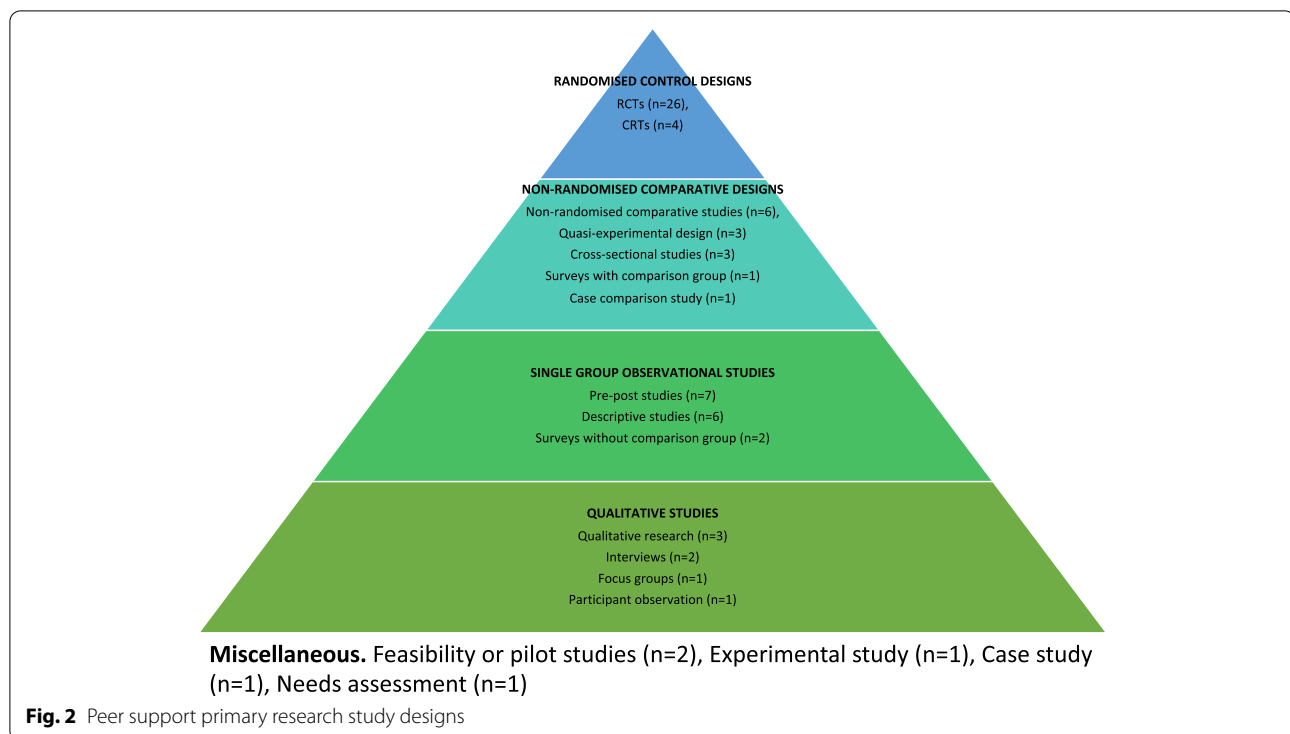 RANDOMISED CONTROL DESIGNS
RCTs (n=26),
CRTs (n=4)
NON-RANDOMISED COMPARATIVE DESIGNS
Non-randomised comparative studies (n=6),
Quasi-experimental design (n=3)
Cross-sectional studies (n=3)
Surveys with comparison group (n=1)
Case comparison study (n=1)
SINGLE GROUP OBSERVATIONAL STUDIES
Pre-post studies (n=7)
Descriptive studies (n=6)
Surveys without comparison group (n=2)
QUALITATIVE STUDIES
Qualitative research (n=3)
Interviews (n=2)
Focus groups (n=1)
Participant observation (n=1)
Miscellaneous. Feasibility or pilot studies (n=2), Experimental study (n=1), Case study
(n=1), Needs assessment (n=1)
Fig. 2 Peer support primary research study designs